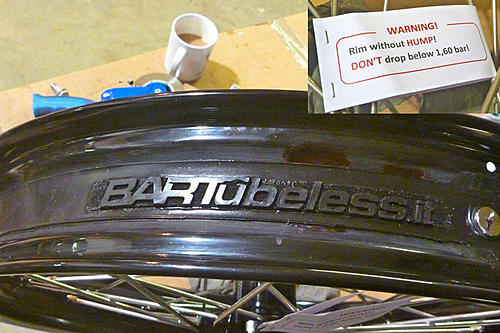 WARNING!
Rim without HUMP!
DON'T drop below 1,60 bar!
BARTubeless.it